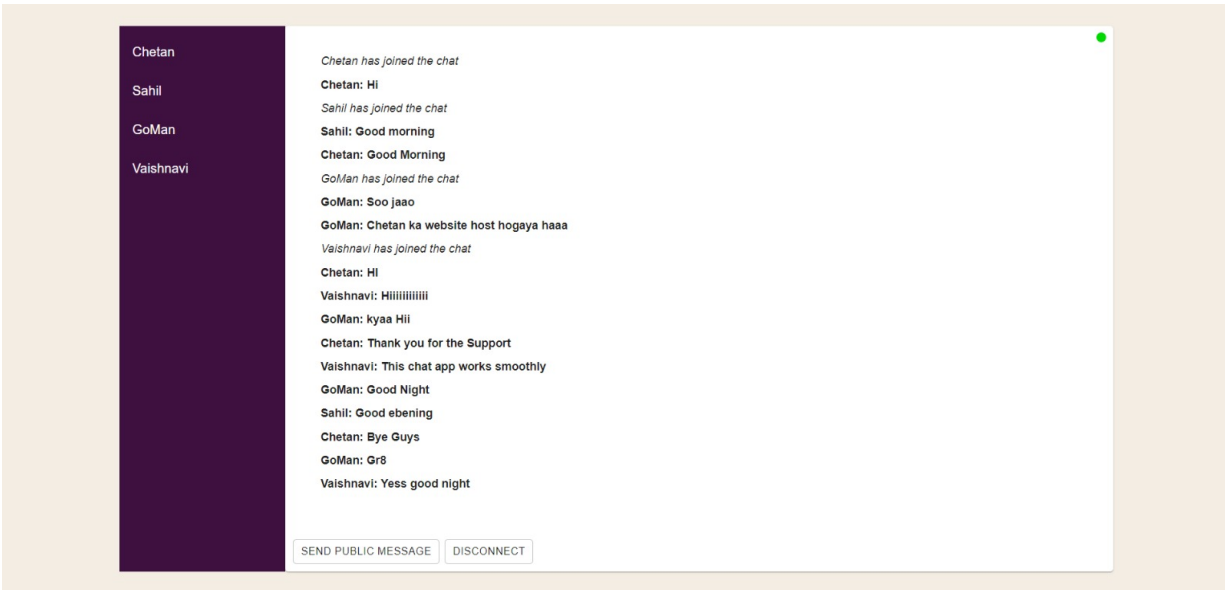 Chetan
Sahil
GoMan
Vaishnavi
Chetan has joined the chat
Chetan: Hi
Sahil has joined the chat
Sahil: Good morning
Chetan: Good Morning
GoMan has joined the chat
GoMan: Soo jaao
GoMan: Chetan ka website host hogaya haaa
Vaishnavi has joined the chat
Chetan: HI
Vaishnavi: Hiiiiiiiiiiii
GoMan: kyaa Hii
Chetan: Thank you for the Support
Vaishnavi: This chat app works smoothly
GoMan: Good Night
Sahil: Good ebening
Chetan: Bye Guys
GoMan: Gr8
Vaishnavi: Yess good night
SEND PUBLIC MESSAGE DISCONNECT